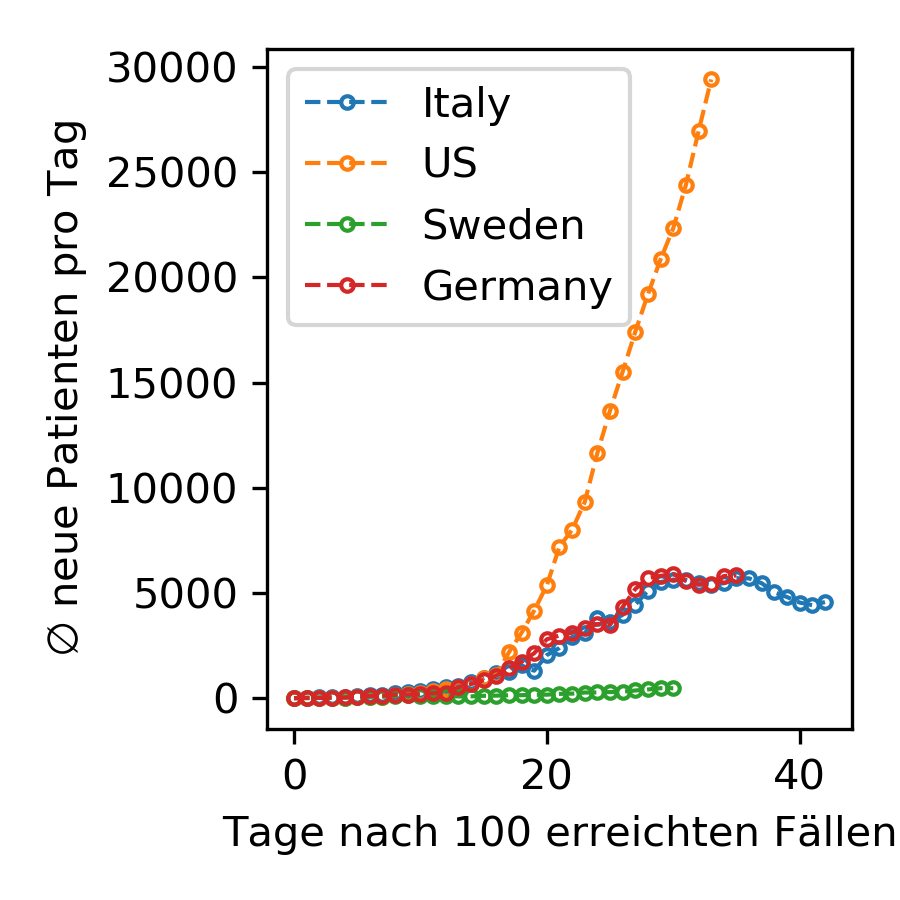 30000
25000
20000
15000
10000
5000
0
∅ neue Patienten pro Tag
Italy
US
Sweden
Germany
0 20 40
Tage nach 100 erreichten Fällen